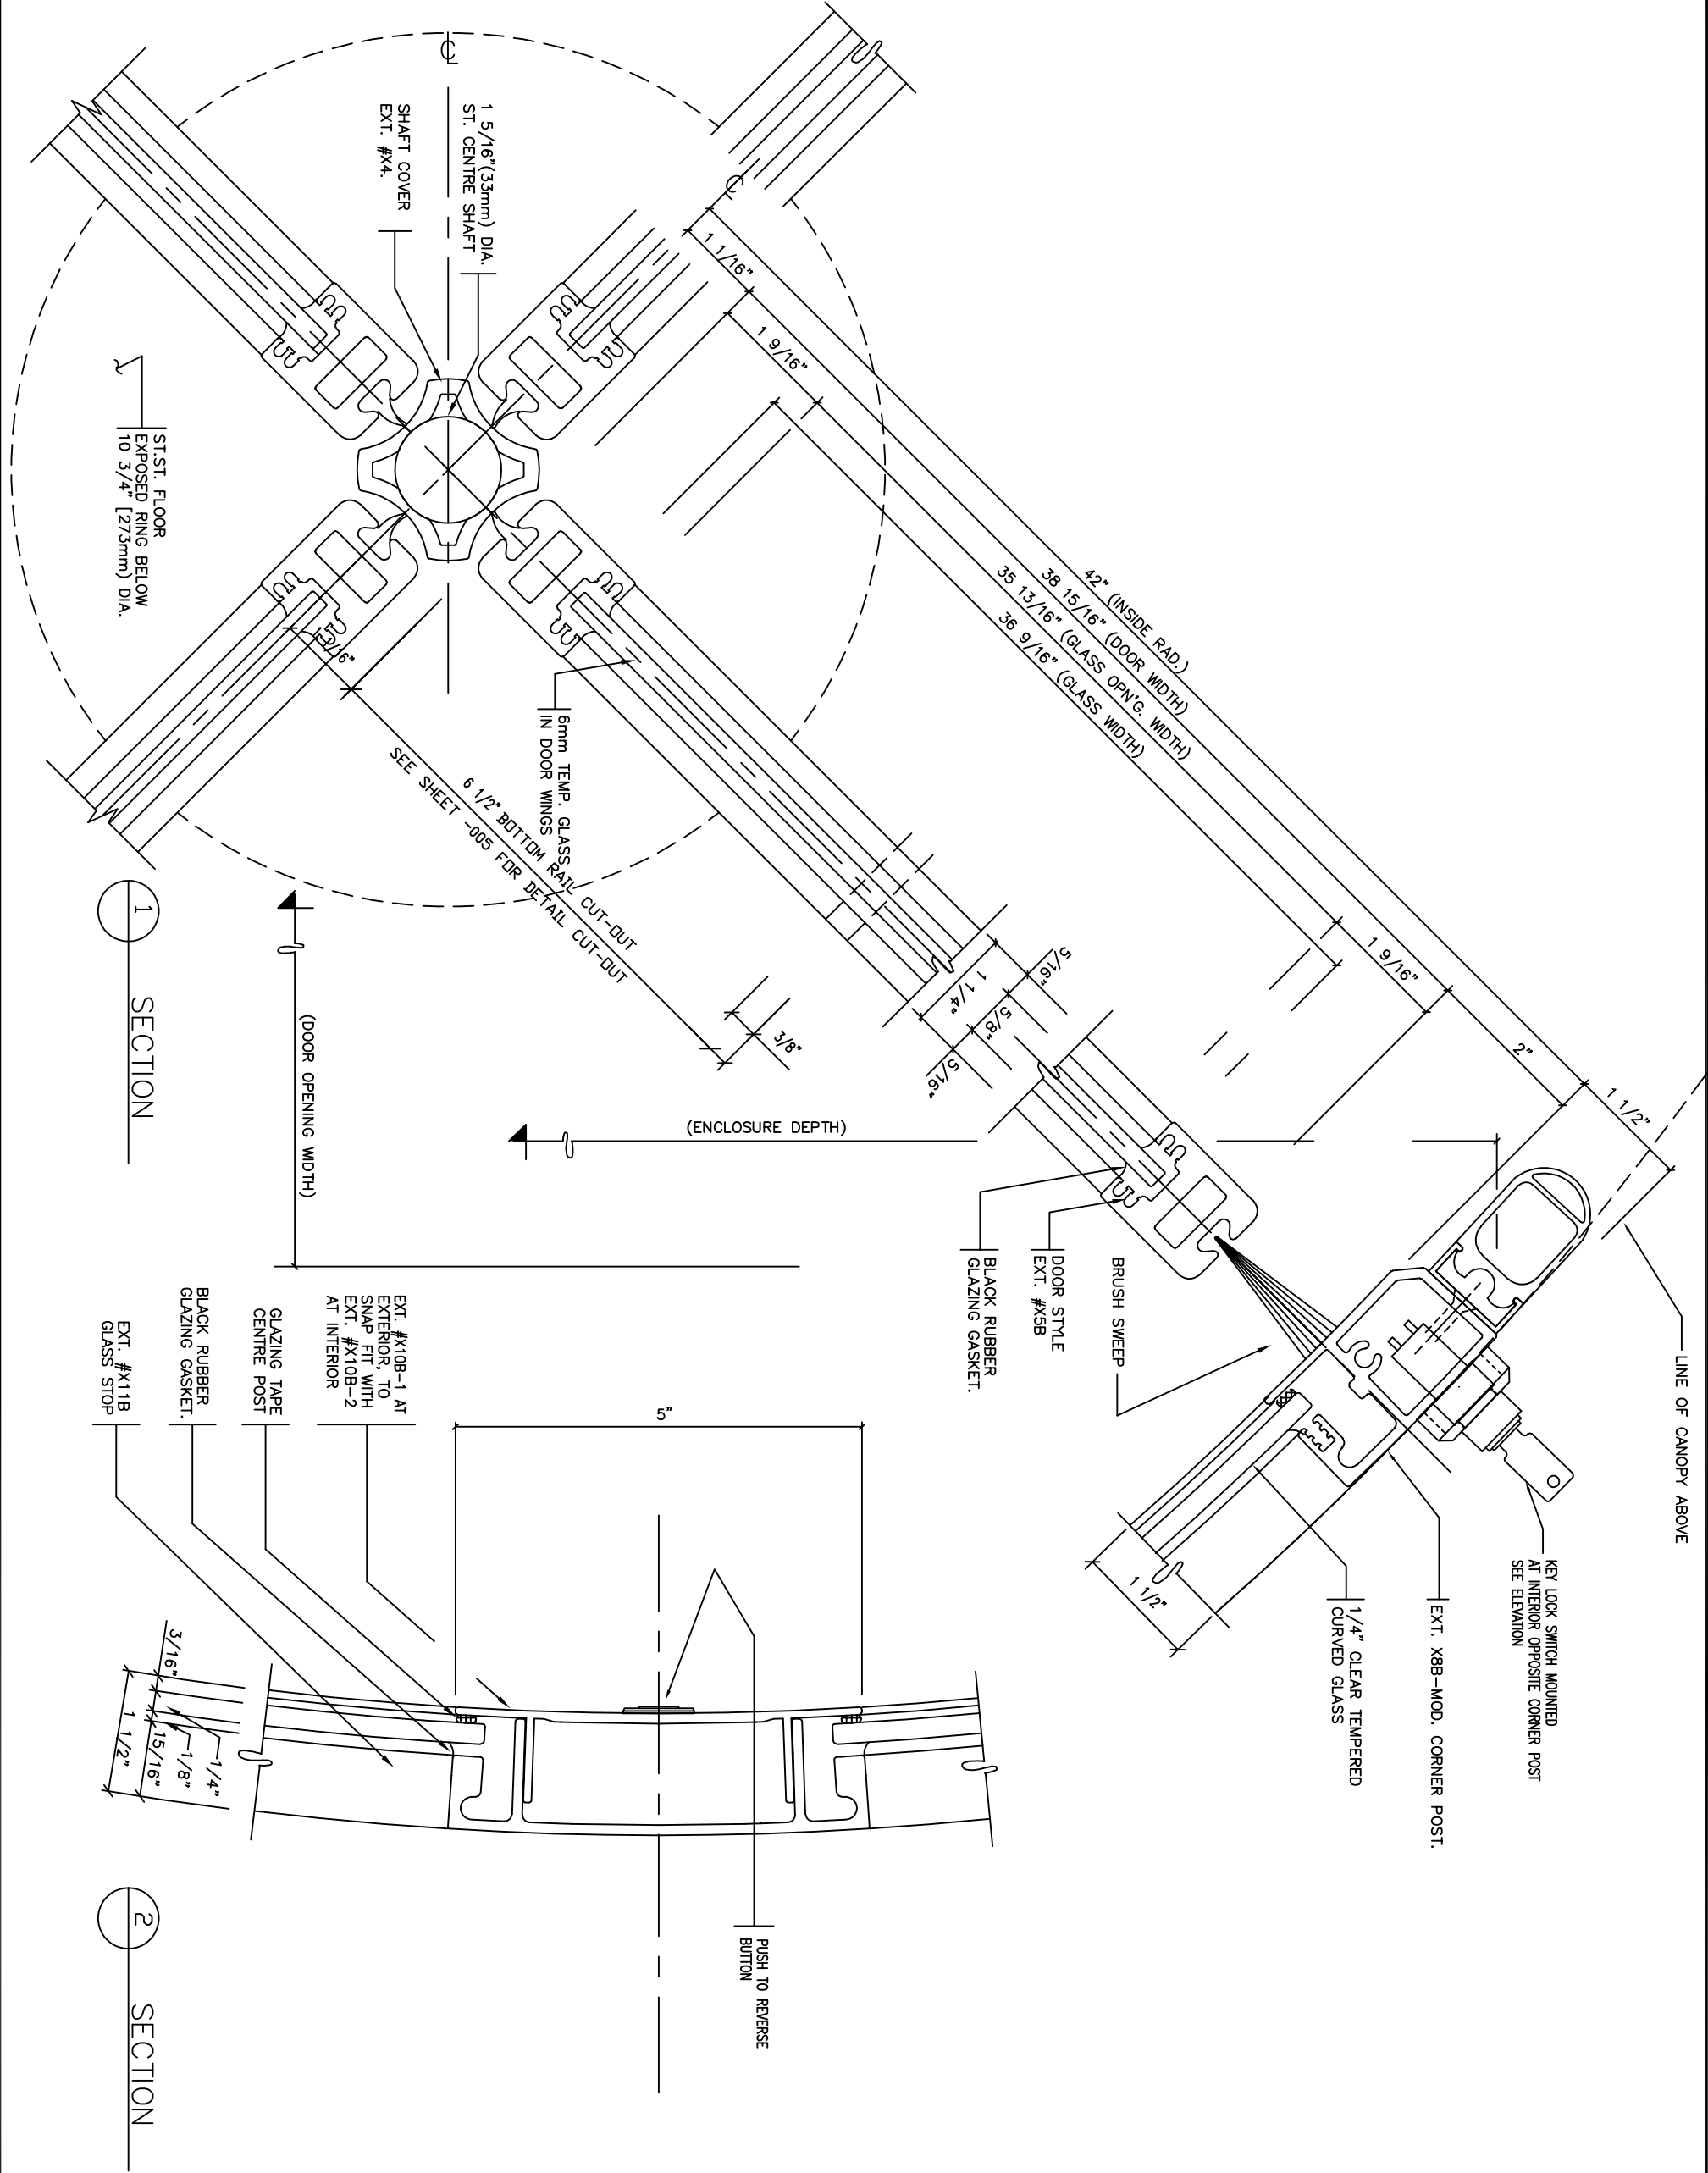 1 5/16"(33mm) DIA.
ST. CENTRE SHAFT
SHAFT COVER
EXT. #X4.
ST.ST. FLOOR
EXPOSED RING BELOW
10 3/4" [273mm) DIA.
1 1/16"
1 9/16"
42" (INSIDE RAD.)
38 15/16" (DOOR WIDTH)
35 13/16" (GLASS OPN'G. WIDTH)
36 9/16" (GLASS WIDTH)
1 9/16"
2"
1 1/2"
LINE OF CANOPY ABOVE
6mm TEMP. GLASS
IN DOOR WINGS
1 1/16"
6 1/2" BOTTOM RAIL CUT-OUT
SEE SHEET -005 FOR DETAIL CUT-OUT
3/8"
5/16"
1 1/4"
5/8"
5/16"
(ENCLOSURE DEPTH)
(DOOR OPENING WIDTH)
1
SECTION
BRUSH SWEEP
DOOR STYLE
EXT. #X5B
BLACK RUBBER
GLAZING GASKET.
KEY LOCK SWITCH MOUNTED
AT INTERIOR OPPOSITE CORNER POST
SEE ELEVATION
EXT. X8B-MOD. CORNER POST.
1/4" CLEAR TEMPERED
CURVED GLASS
1 1/2"
5"
EXT. #X10B-1 AT
EXTERIOR, TO
SNAP FIT WITH
EXT. #X10B-2
AT INTERIOR
GLAZING TAPE
CENTRE POST
BLACK RUBBER
GLAZING GASKET.
EXT. #X11B
GLASS STOP
3/16"
1/4"
1/8"
15/16"
1 1/2"
PUSH TO REVERSE
BUTTON
2
SECTION